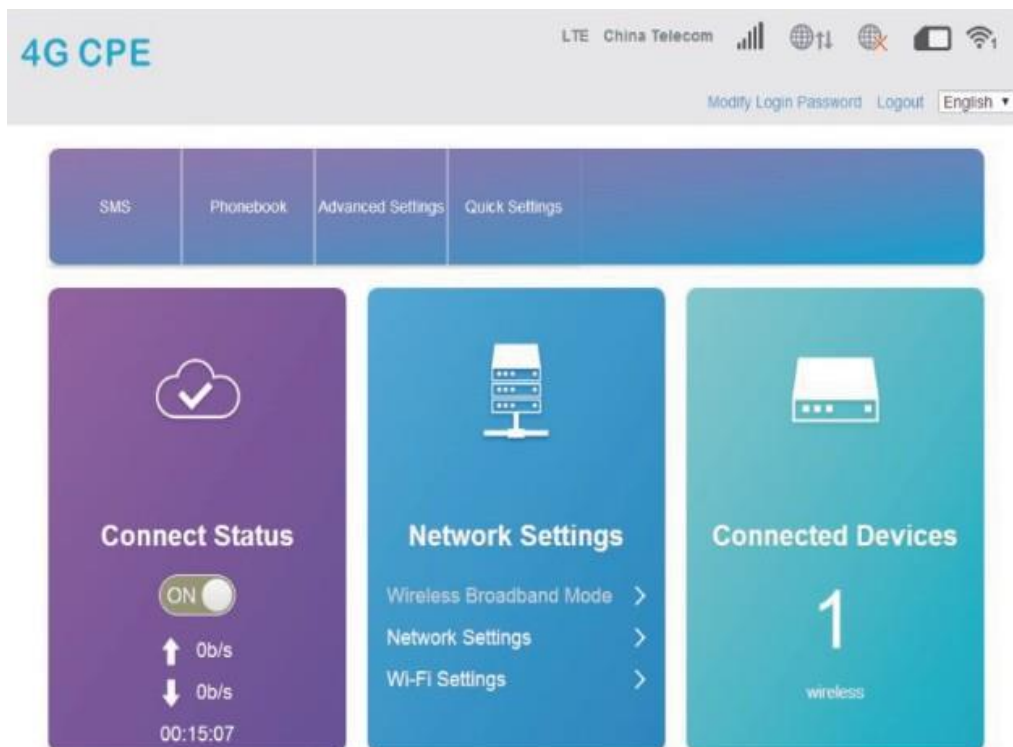 LTE China Telecom
4G CPE
1
Modify Login Password Logout English
SMS Phonebook Advanced Settings Quick Settings
Connect Status
ON
0b/s
0b/s
00:15:07
Network Settings
Wireless Broadband Mode
Network Settings
Wi-Fi Settings
Connected Devices
1
wireless